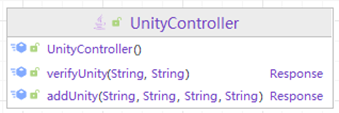 UnityController
UnityController()
verifyUnity(String, String) Response
addUnity(String, String, String, String) Response